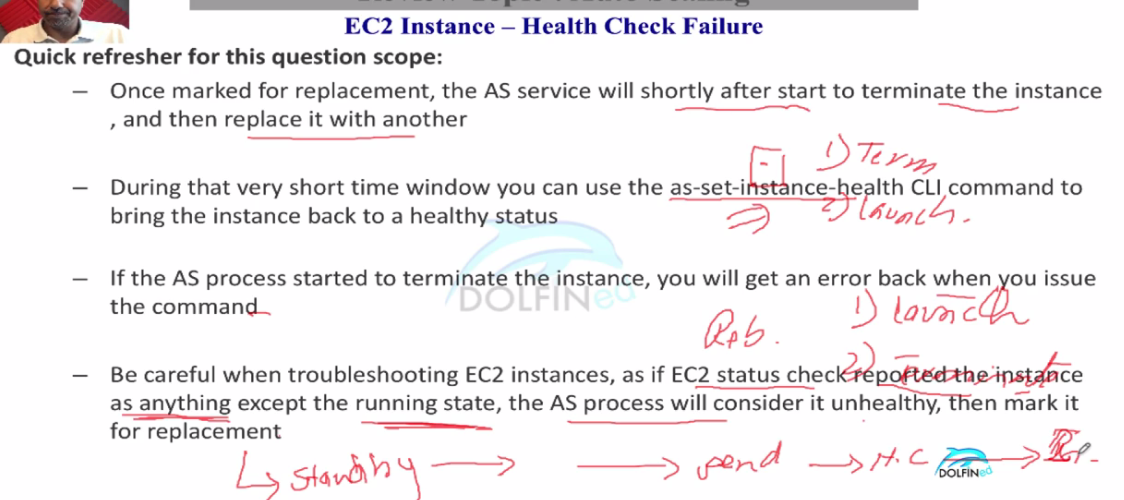 EC2 Instance – Health Check Failure
Quick refresher for this question scope:
– Once marked for replacement, the AS service will shortly after start to terminate the instance
, and then replace it with another
1) Term
– During that very short time window you can use the as-set-instance-health CLI command to
2) Launch.
bring the instance back to a healthy status
– If the AS process started to terminate the instance, you will get an error back when you issue
the command
DOLFINed
1) Launch
Reb.
2) Terminate
– Be careful when troubleshooting EC2 instances, as if EC2 status check reported the instance
as anything except the running state, the AS process will consider it unhealthy, then mark it
for replacement
Standby → → pend → H.C →
DOLFINed